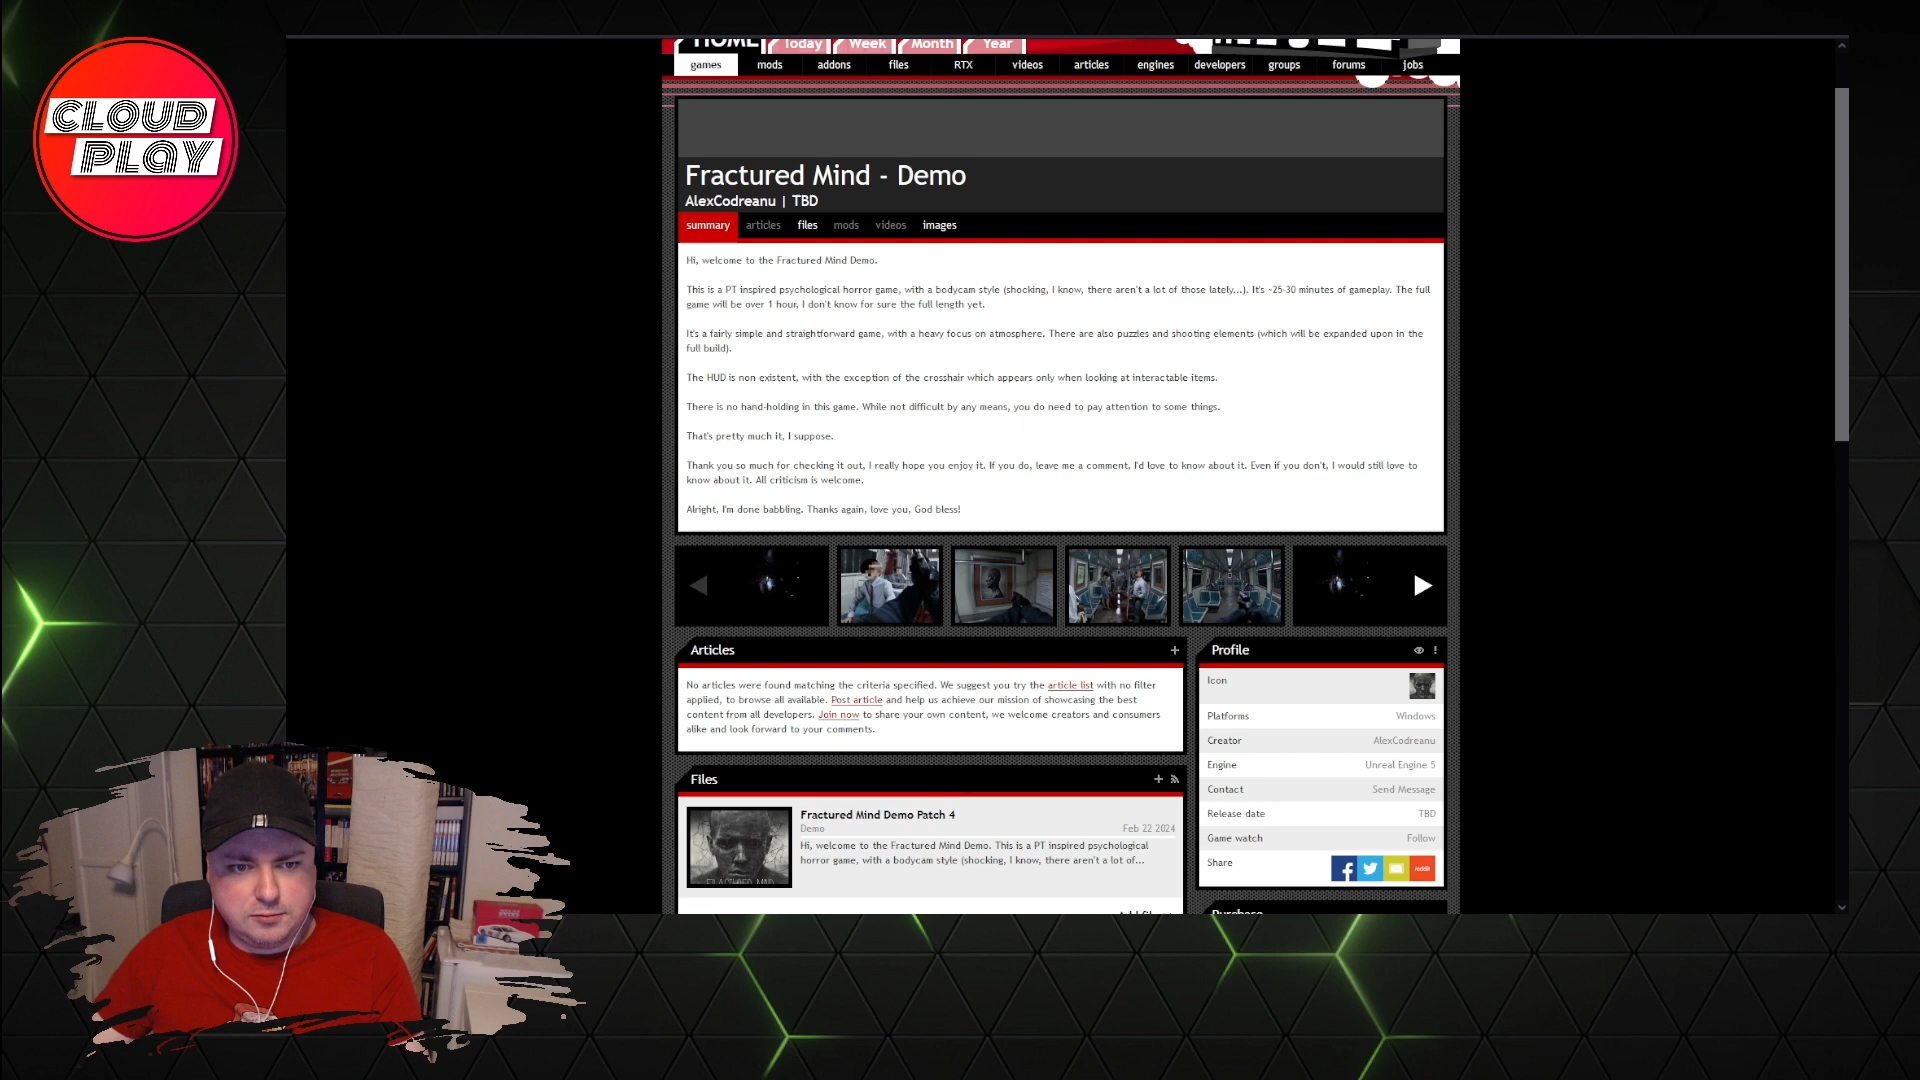 CLOUD
PLAY
HOME Today Week Month Year
games mods addons files RTX videos articles engines developers groups forums jobs
Fractured Mind - Demo
AlexCodreanu | TBD
summary articles files mods videos images
Hi, welcome to the Fractured Mind Demo.
This is a PT inspired psychological horror game, with a bodycam style (shocking, I know, there aren't a lot of those lately...). It's ~25-30 minutes of gameplay. The full
game will be over 1 hour, I don't know for sure the full length yet.
It's a fairly simple and straightforward game, with a heavy focus on atmosphere. There are also puzzles and shooting elements (which will be expanded upon in the
full build).
The HUD is non existent, with the exception of the crosshair which appears only when looking at interactable items.
There is no hand-holding in this game. While not difficult by any means, you do need to pay attention to some things.
That's pretty much it, I suppose.
Thank you so much for checking it out, I really hope you enjoy it. If you do, leave me a comment, I'd love to know about it. Even if you don't, I would still love to
know about it. All criticism is welcome.
Alright, I'm done babbling. Thanks again, love you, God bless!
Articles +
No articles were found matching the criteria specified. We suggest you try the article list with no filter
applied, to browse all available. Post article and help us achieve our mission of showcasing the best
content from all developers. Join now to share your own content, we welcome creators and consumers
alike and look forward to your comments.
Files +
Fractured Mind Demo Patch 4
Demo Feb 22 2024
Hi, welcome to the Fractured Mind Demo. This is a PT inspired psychological
horror game, with a bodycam style (shocking, I know, there aren't a lot of...
Profile !
Icon
Platforms Windows
Creator AlexCodreanu
Engine Unreal Engine 5
Contact Send Message
Release date TBD
Game watch Follow
Share reddit
Purchase